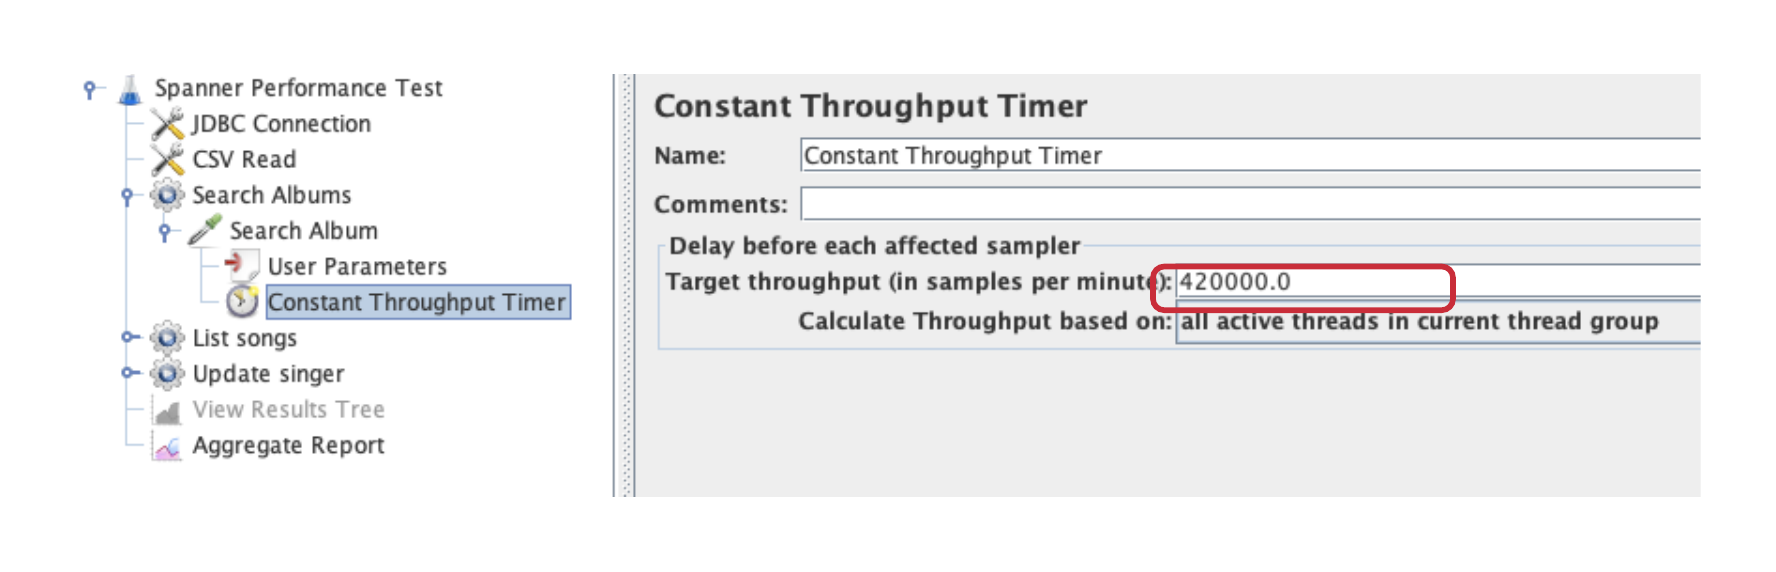 Spanner Performance Test
JDBC Connection
CSV Read
Search Albums
Search Album
User Parameters
Constant Throughput Timer
List songs
Update singer
View Results Tree
Aggregate Report
Constant Throughput Timer
Name: Constant Throughput Timer
Comments:
Delay before each affected sampler
Target throughput (in samples per minute): 420000.0
Calculate Throughput based on: all active threads in current thread group